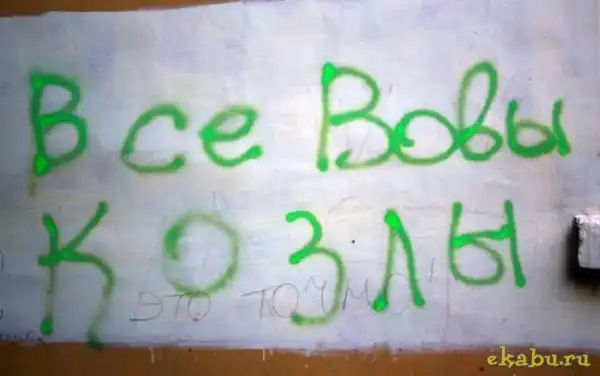 Все Вовы
козлы
это точно!
ekabu.ru